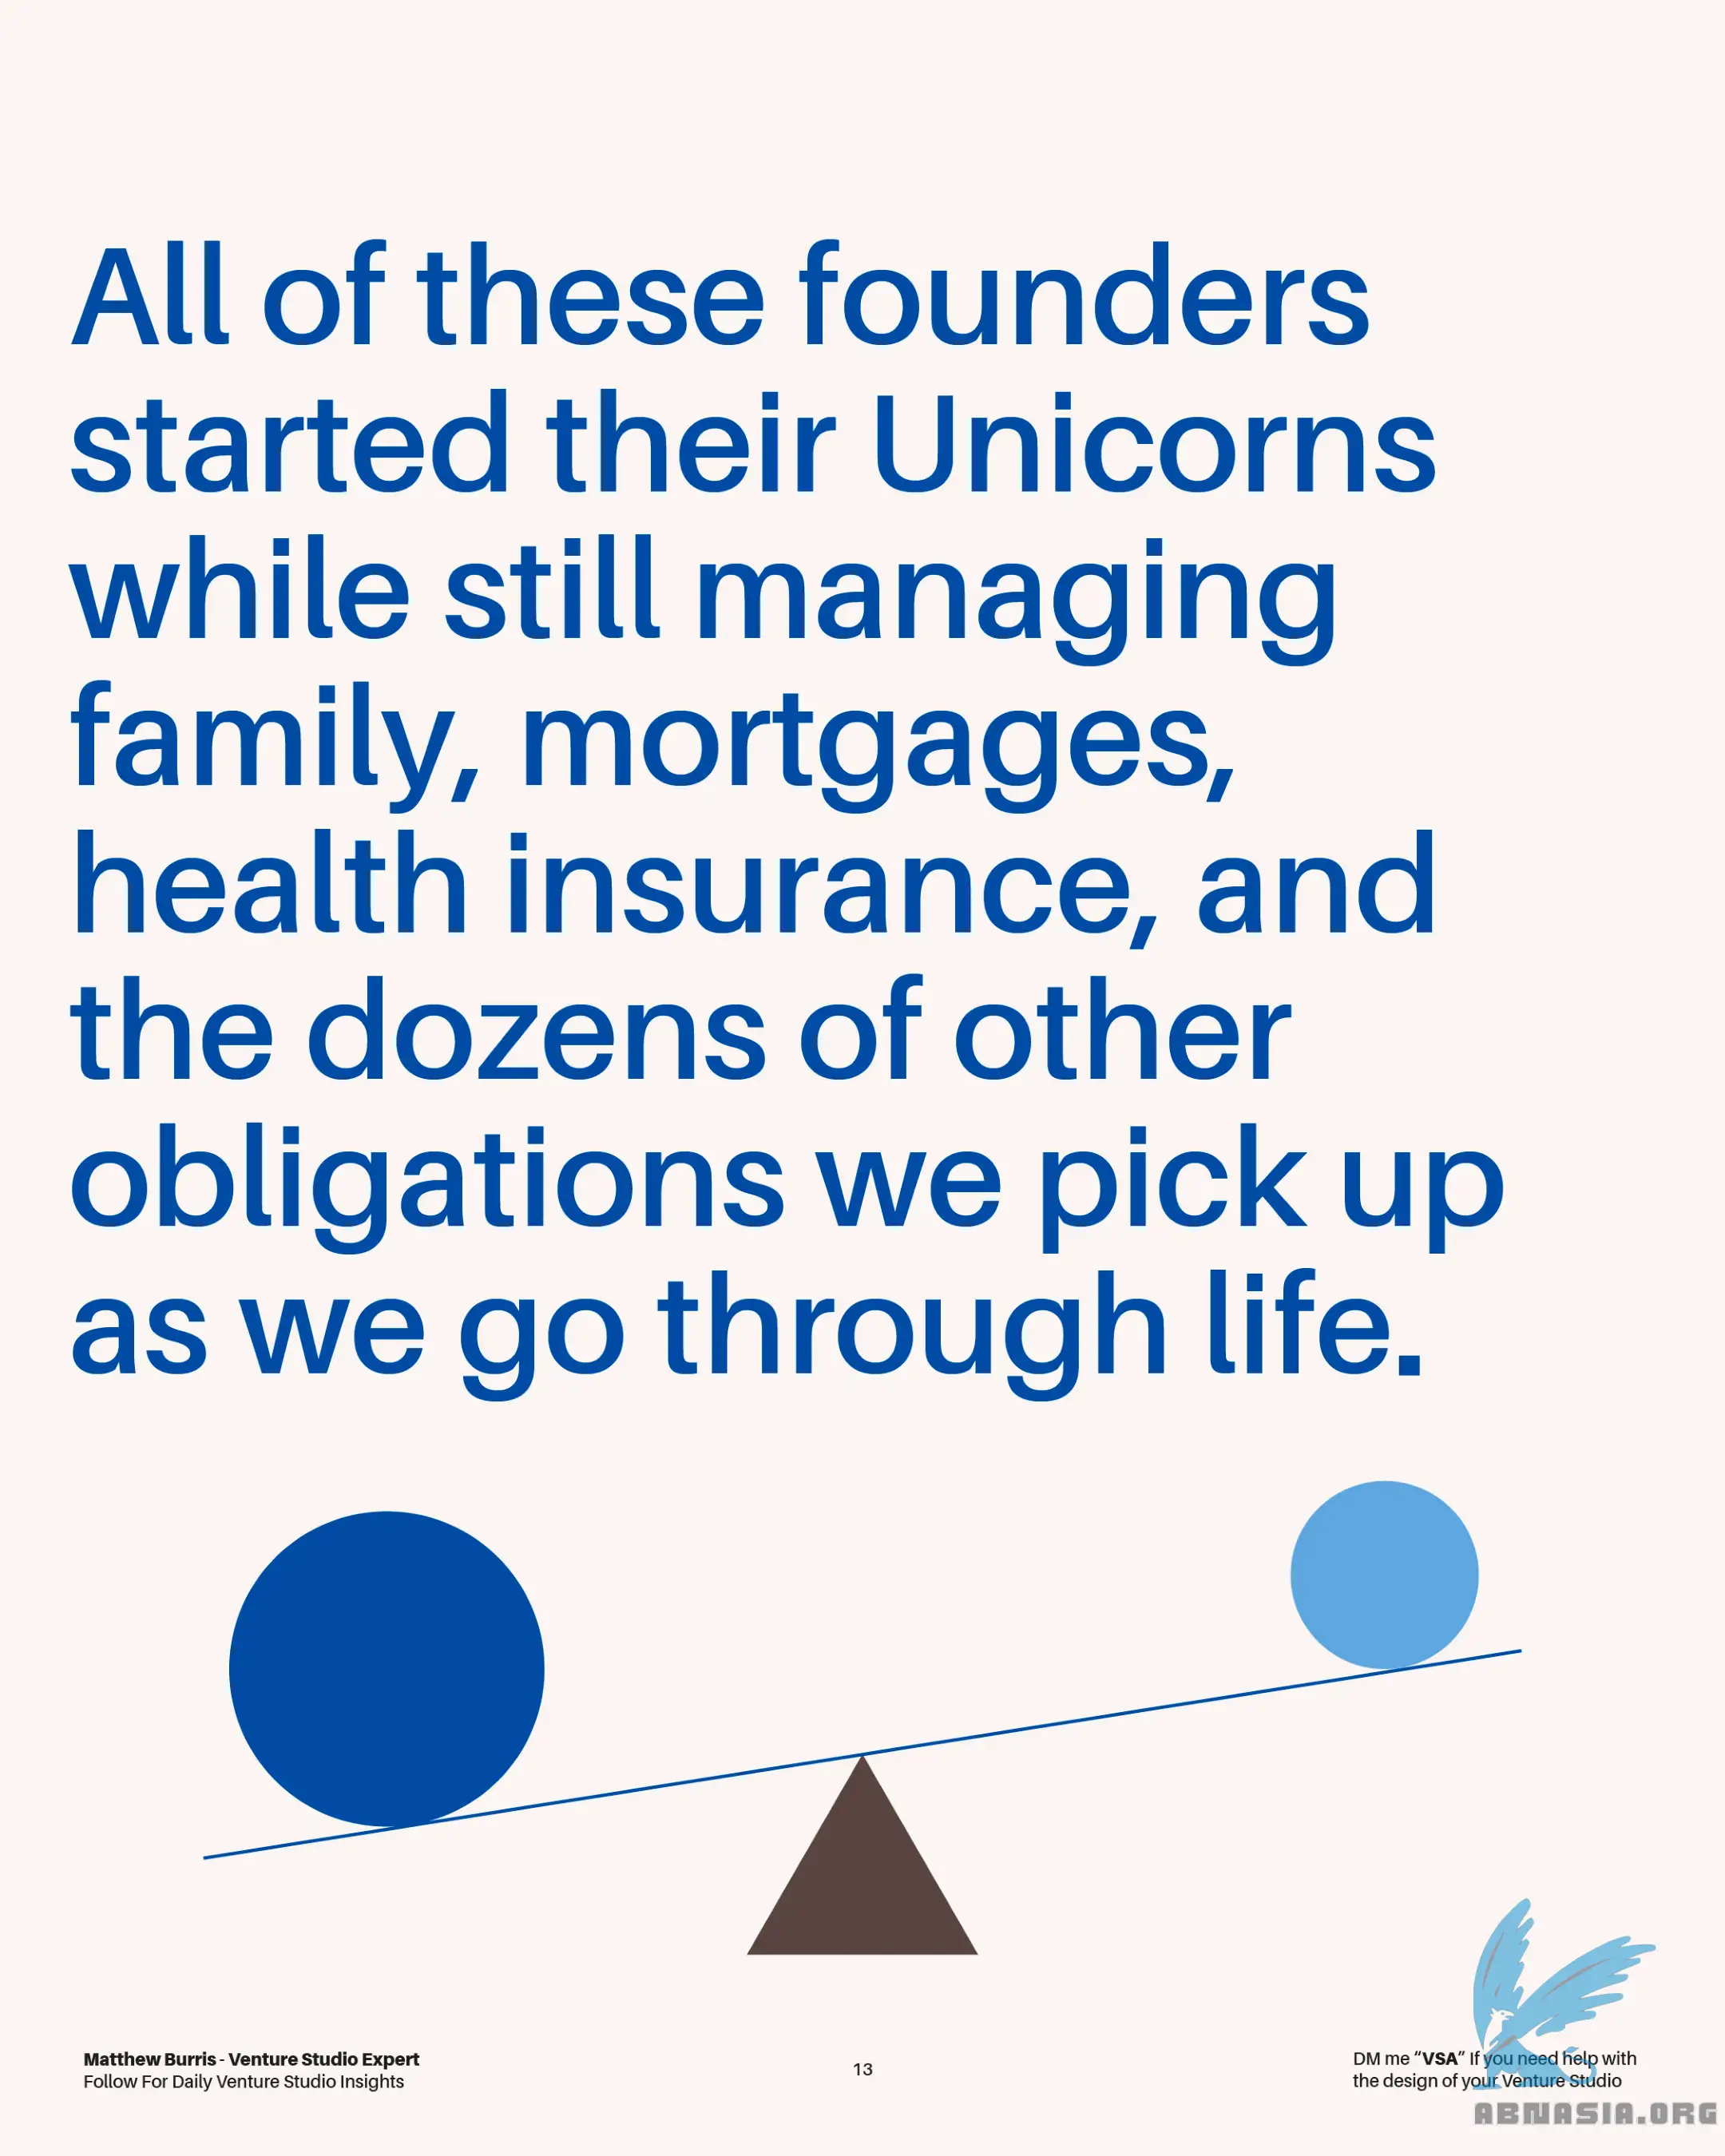 All of these founders
started their Unicorns
while still managing
family, mortgages,
health insurance, and
the dozens of other
obligations we pick up
as we go through life.
Matthew Burris - Venture Studio Expert
Follow For Daily Venture Studio Insights
13
DM me “VSA” If you need help with
the design of your Venture Studio
ABNASIA.ORG